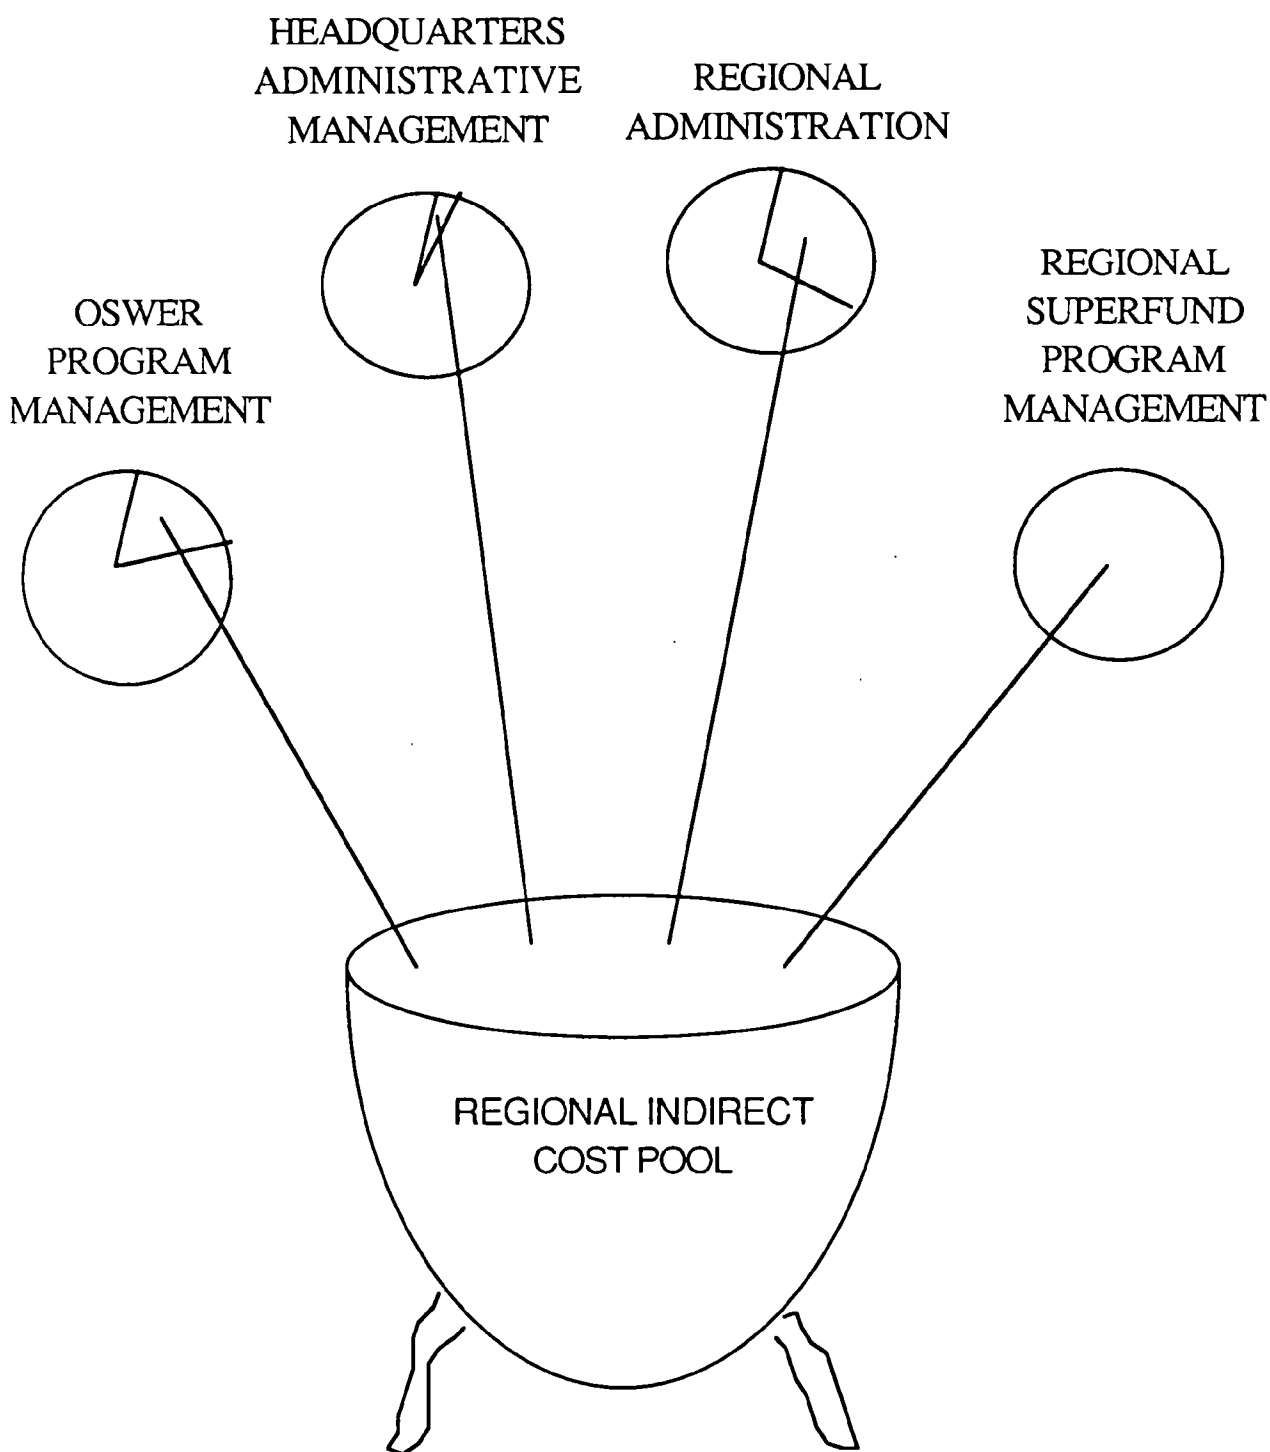 HEADQUARTERS
ADMINISTRATIVE
MANAGEMENT
REGIONAL
ADMINISTRATION
OSWER
PROGRAM
MANAGEMENT
REGIONAL
SUPERFUND
PROGRAM
MANAGEMENT
REGIONAL INDIRECT
COST POOL